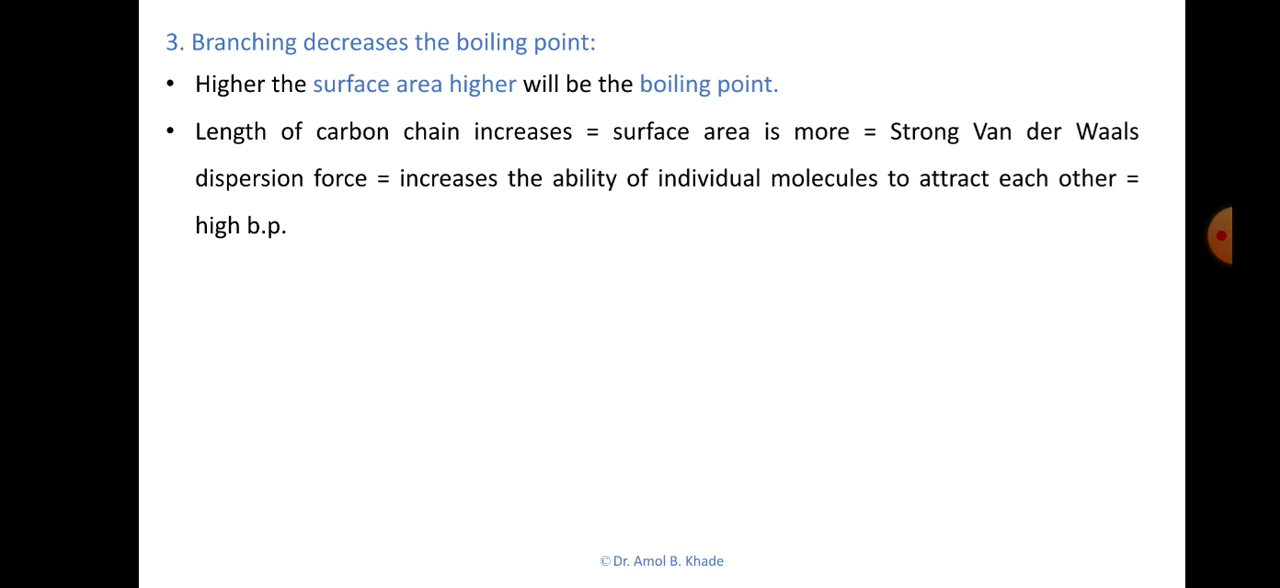 3. Branching decreases the boiling point:
• Higher the surface area higher will be the boiling point.
• Length of carbon chain increases = surface area is more = Strong Van der Waals
dispersion force = increases the ability of individual molecules to attract each other =
high b.p.
© Dr. Amol B. Khade